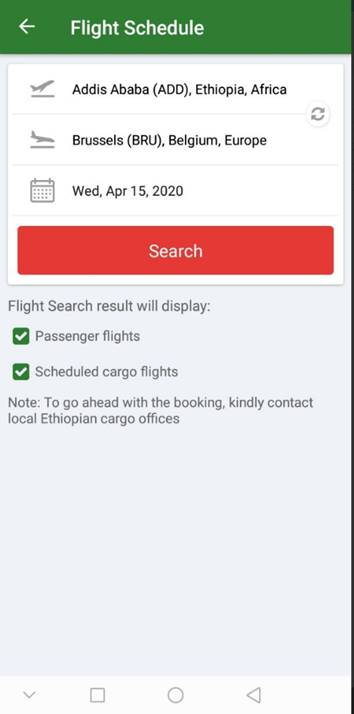 Flight Schedule
Addis Ababa (ADD), Ethiopia, Africa
Brussels (BRU), Belgium, Europe
Wed, Apr 15, 2020
Search
Flight Search result will display:
Passenger flights
Scheduled cargo flights
Note: To go ahead with the booking, kindly contact
local Ethiopian cargo offices